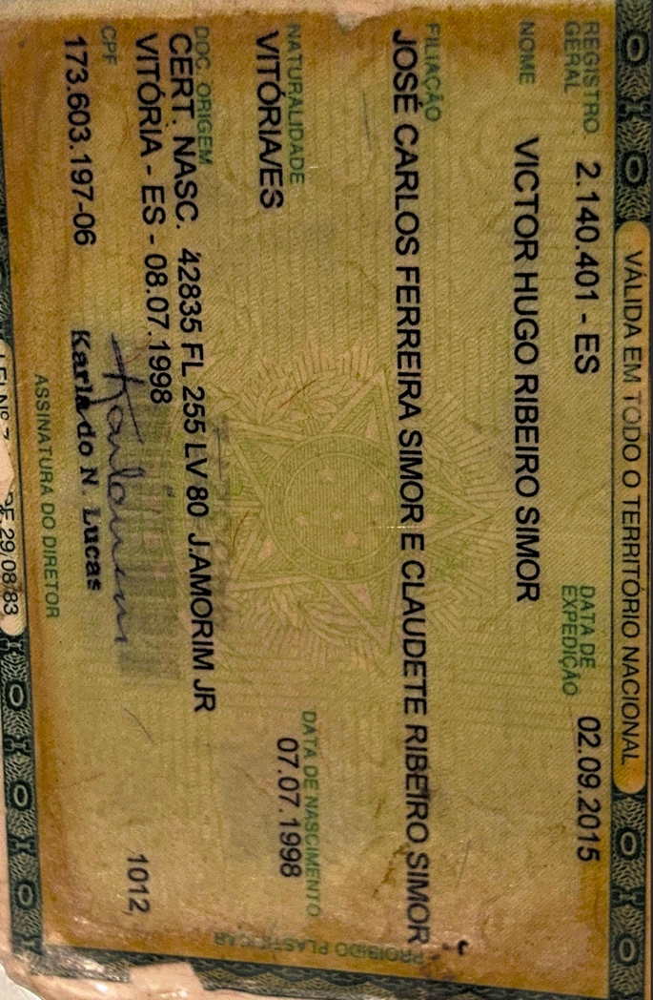 VÁLIDA EM TODO O TERRITÓRIO NACIONAL
REGISTRO GERAL 2.140.401 - ES
DATA DE EXPEDIÇÃO 02.09.2015
NOME VICTOR HUGO RIBEIRO SIMOR
FILIAÇÃO
JOSÉ CARLOS FERREIRA SIMOR E CLAUDETE RIBEIRO SIMOR
NATURALIDADE
VITÓRIA/ES
DATA DE NASCIMENTO
07.07.1998
DOC. ORIGEM
CERT. NASC. 42835 FL 255 LV 80 J.AMORIM JR
VITÓRIA - ES - 08.07.1998
CPF
173.603.197-06
1012,
Karla do N. Lucas
ASSINATURA DO DIRETOR
LEI Nº 7 DE 29/08/83
PROIBIDO PLASTIFICAR